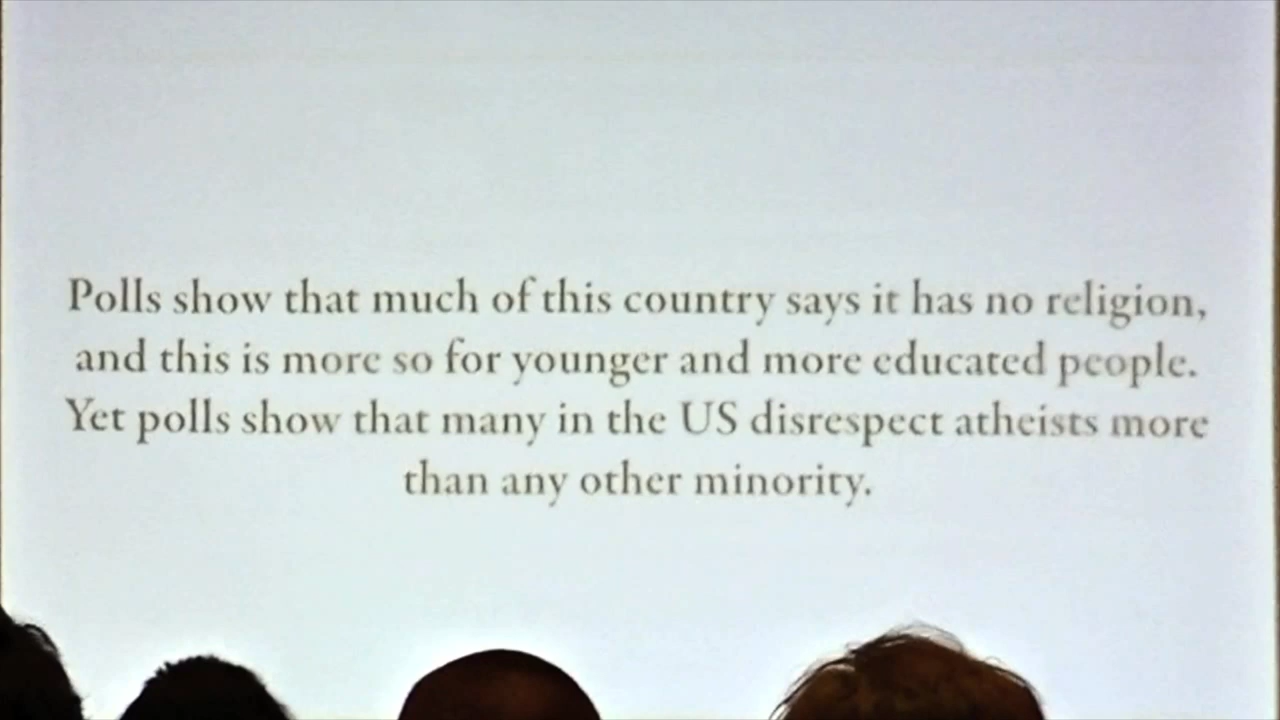 Polls show that much of this country says it has no religion,
and this is more so for younger and more educated people.
Yet polls show that many in the US disrespect atheists more
than any other minority.